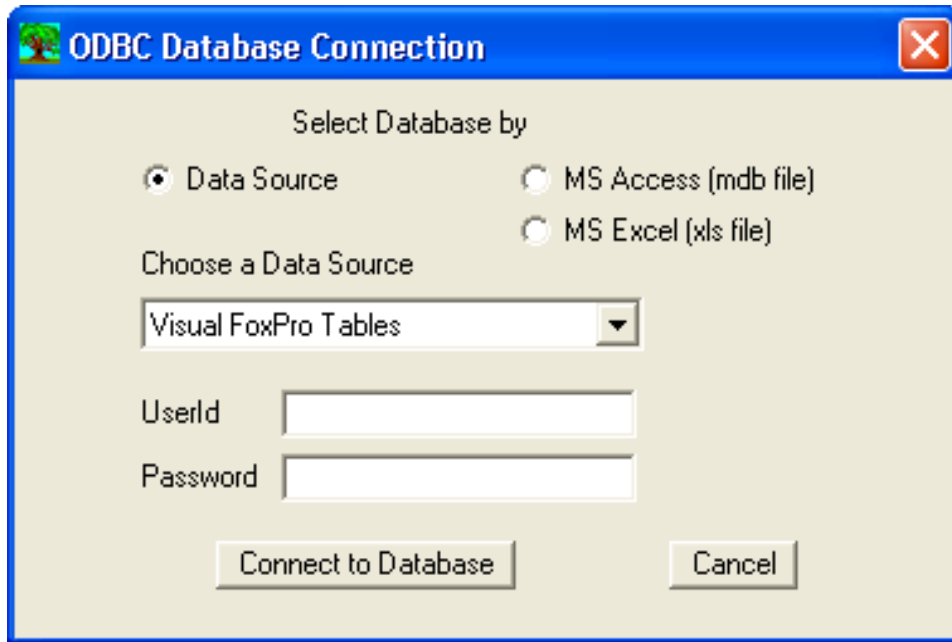 ODBC Database Connection
Select Database by
Data Source
MS Access (mdb file)
MS Excel (xls file)
Choose a Data Source
Visual FoxPro Tables
UserId
Password
Connect to Database
Cancel